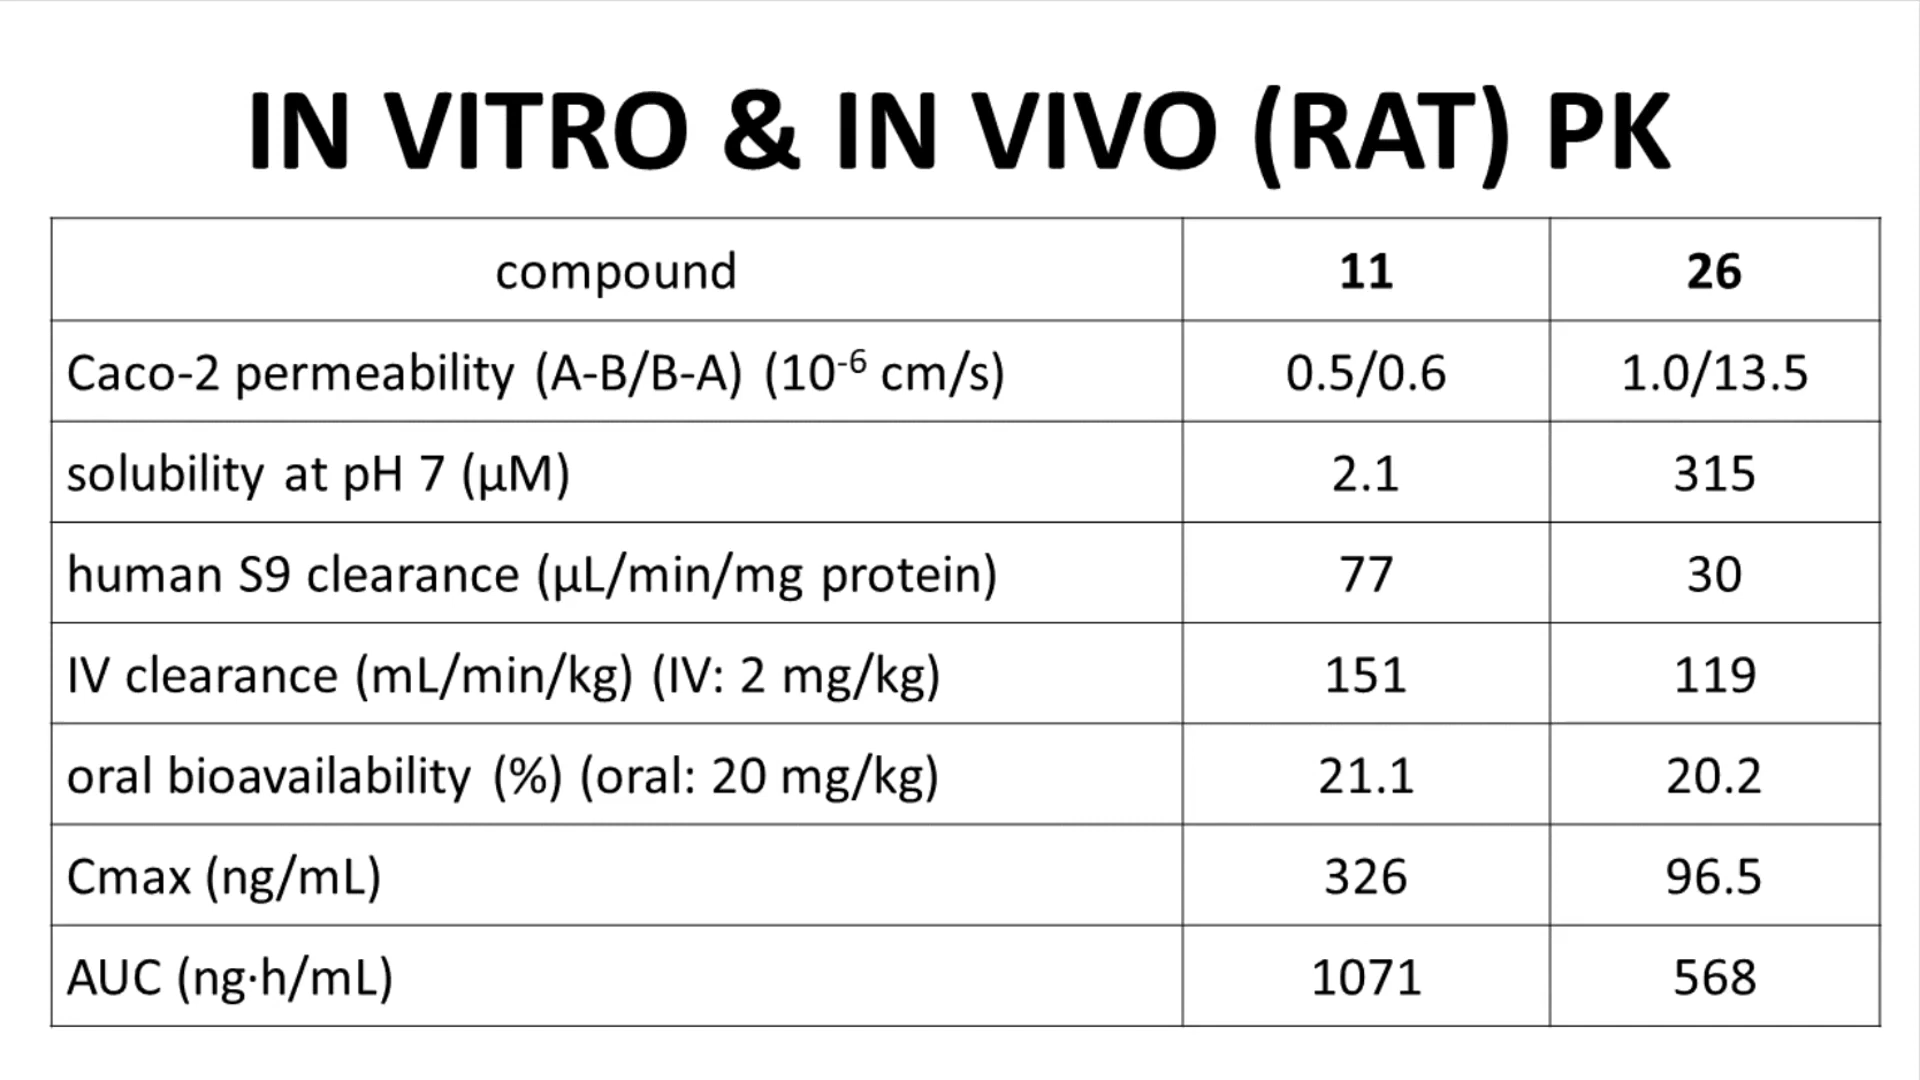 IN VITRO & IN VIVO (RAT) PK
compound 11 26
Caco-2 permeability (A-B/B-A) (10⁻⁶ cm/s) 0.5/0.6 1.0/13.5
solubility at pH 7 (µM) 2.1 315
human S9 clearance (µL/min/mg protein) 77 30
IV clearance (mL/min/kg) (IV: 2 mg/kg) 151 119
oral bioavailability (%) (oral: 20 mg/kg) 21.1 20.2
Cmax (ng/mL) 326 96.5
AUC (ng·h/mL) 1071 568